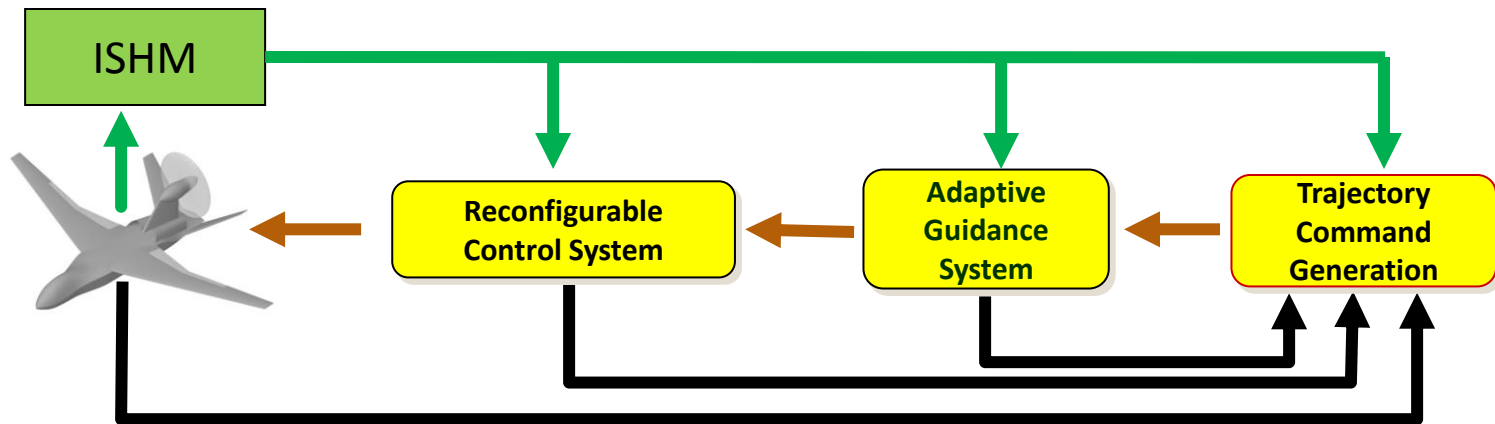 ISHM
Reconfigurable
Control System
Adaptive
Guidance
System
Trajectory
Command
Generation